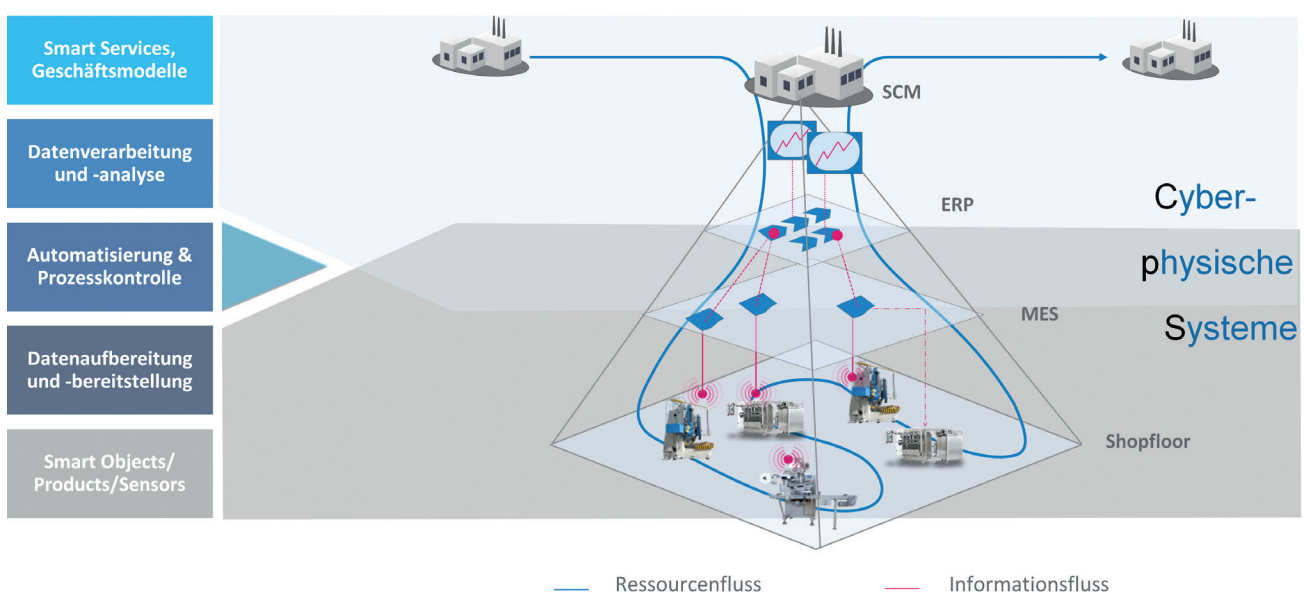 Smart Services,
Geschäftsmodelle
Datenverarbeitung
und -analyse
Automatisierung &
Prozesskontrolle
Datenaufbereitung
und -bereitstellung
Smart Objects/
Products/Sensors
SCM
ERP
MES
Shopfloor
Cyber-
physische
Systeme
Ressourcenfluss
Informationsfluss